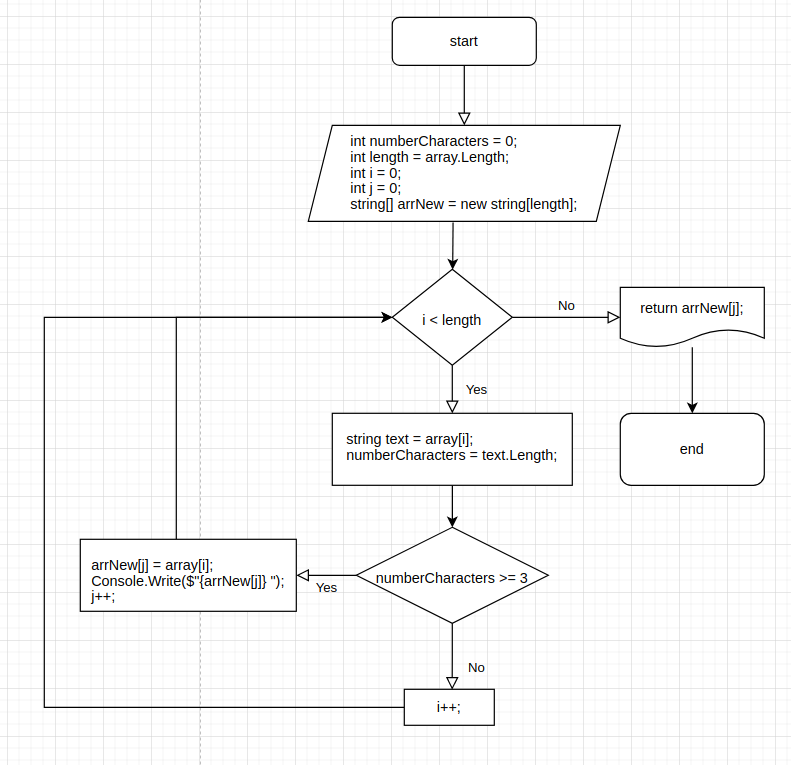 start
int numberCharacters = 0;
int length = array.Length;
int i = 0;
int j = 0;
string[] arrNew = new string[length];
i < length
No
return arrNew[j];
Yes
string text = array[i];
numberCharacters = text.Length;
end
numberCharacters >= 3
Yes
arrNew[j] = array[i];
Console.Write($"{arrNew[j]} ");
j++;
No
i++;